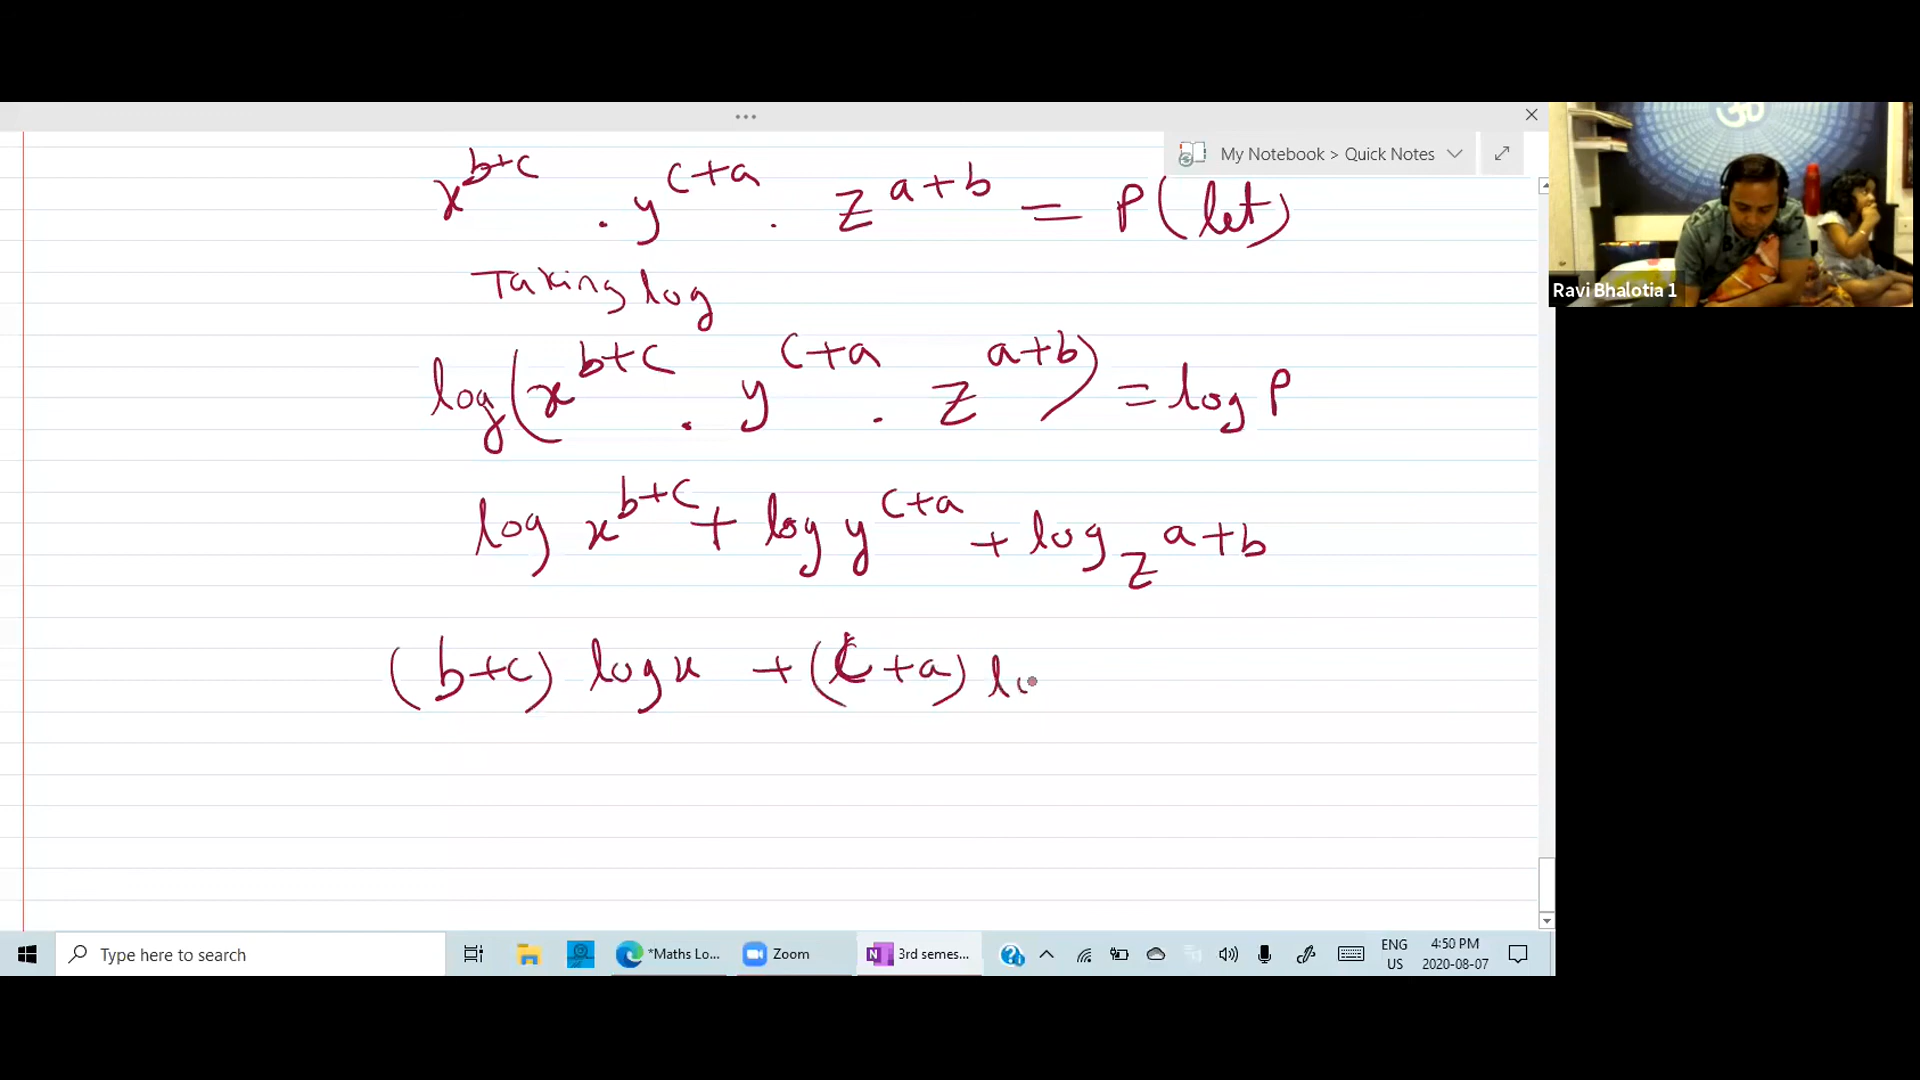 My Notebook > Quick Notes
x^{b+c} . y^{c+a} . z^{a+b} = P (let)
Taking log
log(x^{b+c} . y^{c+a} . z^{a+b}) = log P
log x^{b+c} + log y^{c+a} + log z^{a+b}
(b+c) log x + (c+a) lo
Ravi Bhalotia 1
Type here to search
*Maths Lo...
Zoom
3rd semes...
ENG
US
4:50 PM
2020-08-07